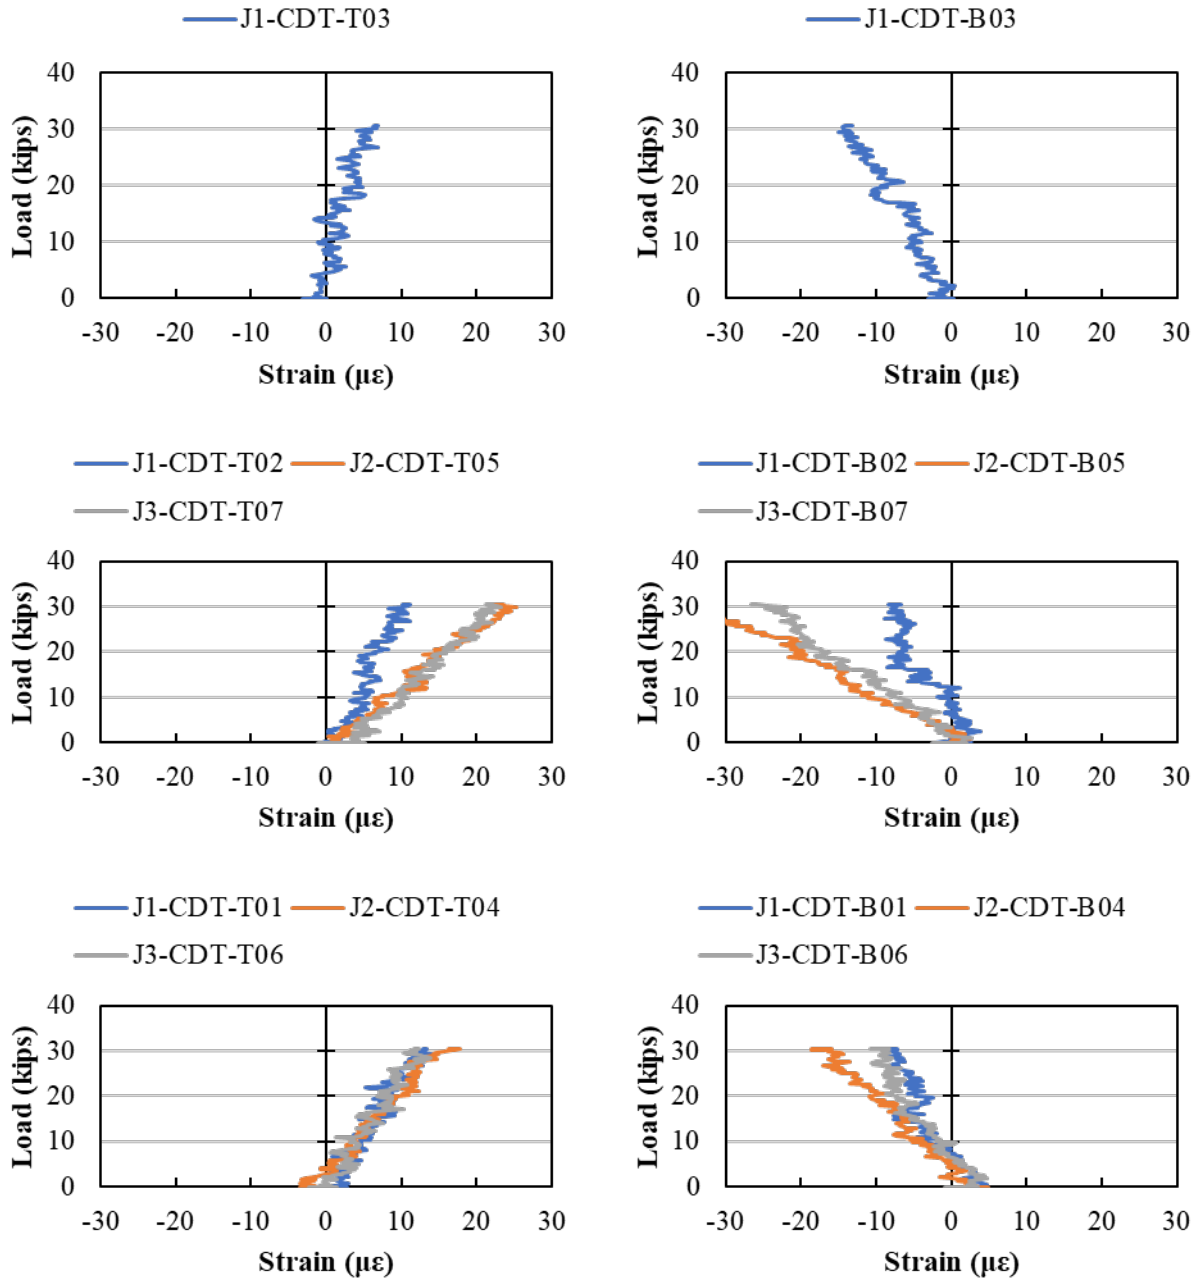 J1-CDT-T03
40
30
20
10
0
-30 -20 -10 0 10 20 30
Load (kips)
Strain (με)
J1-CDT-B03
40
30
20
10
0
-30 -20 -10 0 10 20 30
Load (kips)
Strain (με)
J1-CDT-T02 J2-CDT-T05
J3-CDT-T07
40
30
20
10
0
-30 -20 -10 0 10 20 30
Load (kips)
Strain (με)
J1-CDT-B02 J2-CDT-B05
J3-CDT-B07
40
30
20
10
0
-30 -20 -10 0 10 20 30
Load (kips)
Strain (με)
J1-CDT-T01 J2-CDT-T04
J3-CDT-T06
40
30
20
10
0
-30 -20 -10 0 10 20 30
Load (kips)
Strain (με)
J1-CDT-B01 J2-CDT-B04
J3-CDT-B06
40
30
20
10
0
-30 -20 -10 0 10 20 30
Load (kips)
Strain (με)